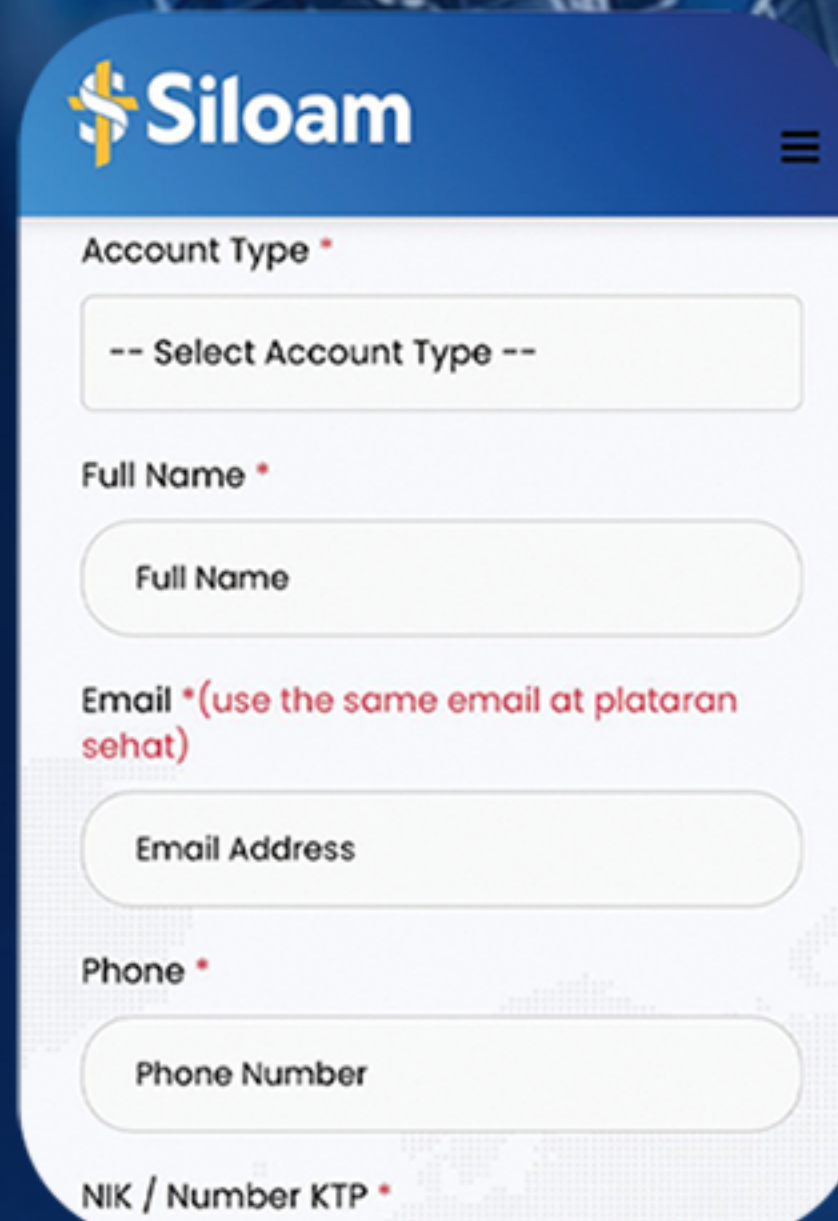 Siloam
Account Type *
-- Select Account Type --
Full Name *
Full Name
Email *(use the same email at plataran
sehat)
Email Address
Phone *
Phone Number
NIK / Number KTP *